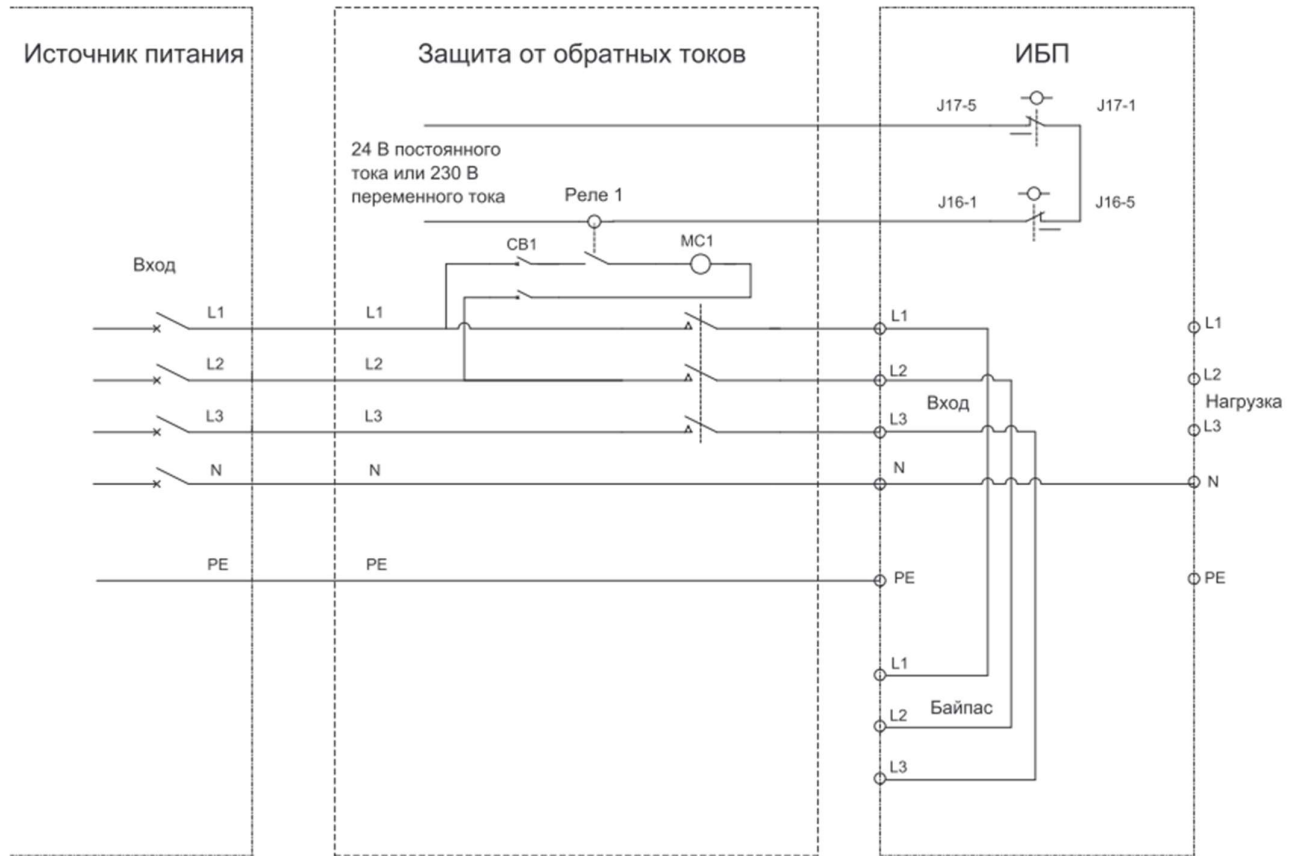 Источник питания
Защита от обратных токов
ИБП
J17-5
J17-1
24 В постоянного
тока или 230 В
переменного тока
Реле 1
J16-1
J16-5
CB1
MC1
Вход
L1
L1
L1
L1
L2
L2
L2
L2
Вход
Нагрузка
L3
L3
L3
L3
N
N
N
N
PE
PE
PE
PE
L1
L2
Байпас
L3